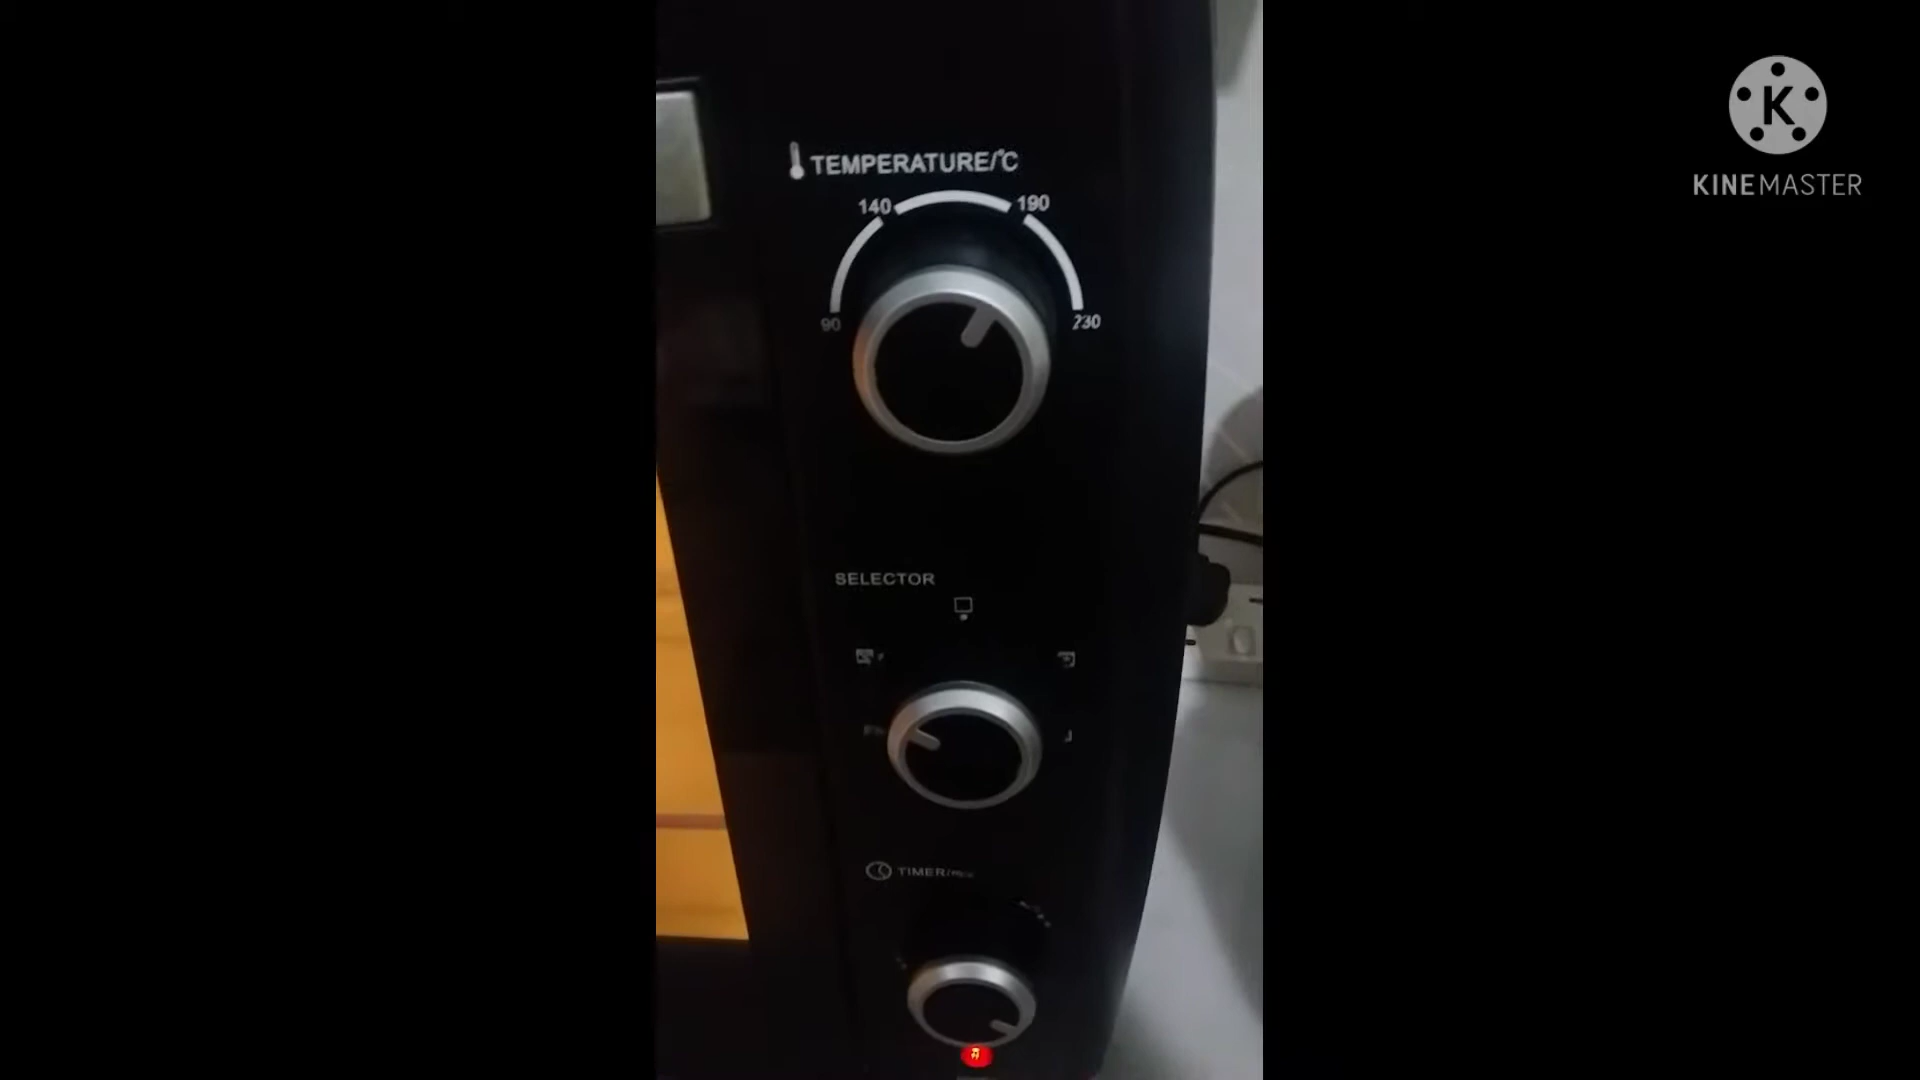 TEMPERATURE/°C
140
190
90
230
SELECTOR
TIMER/
K
KINEMASTER